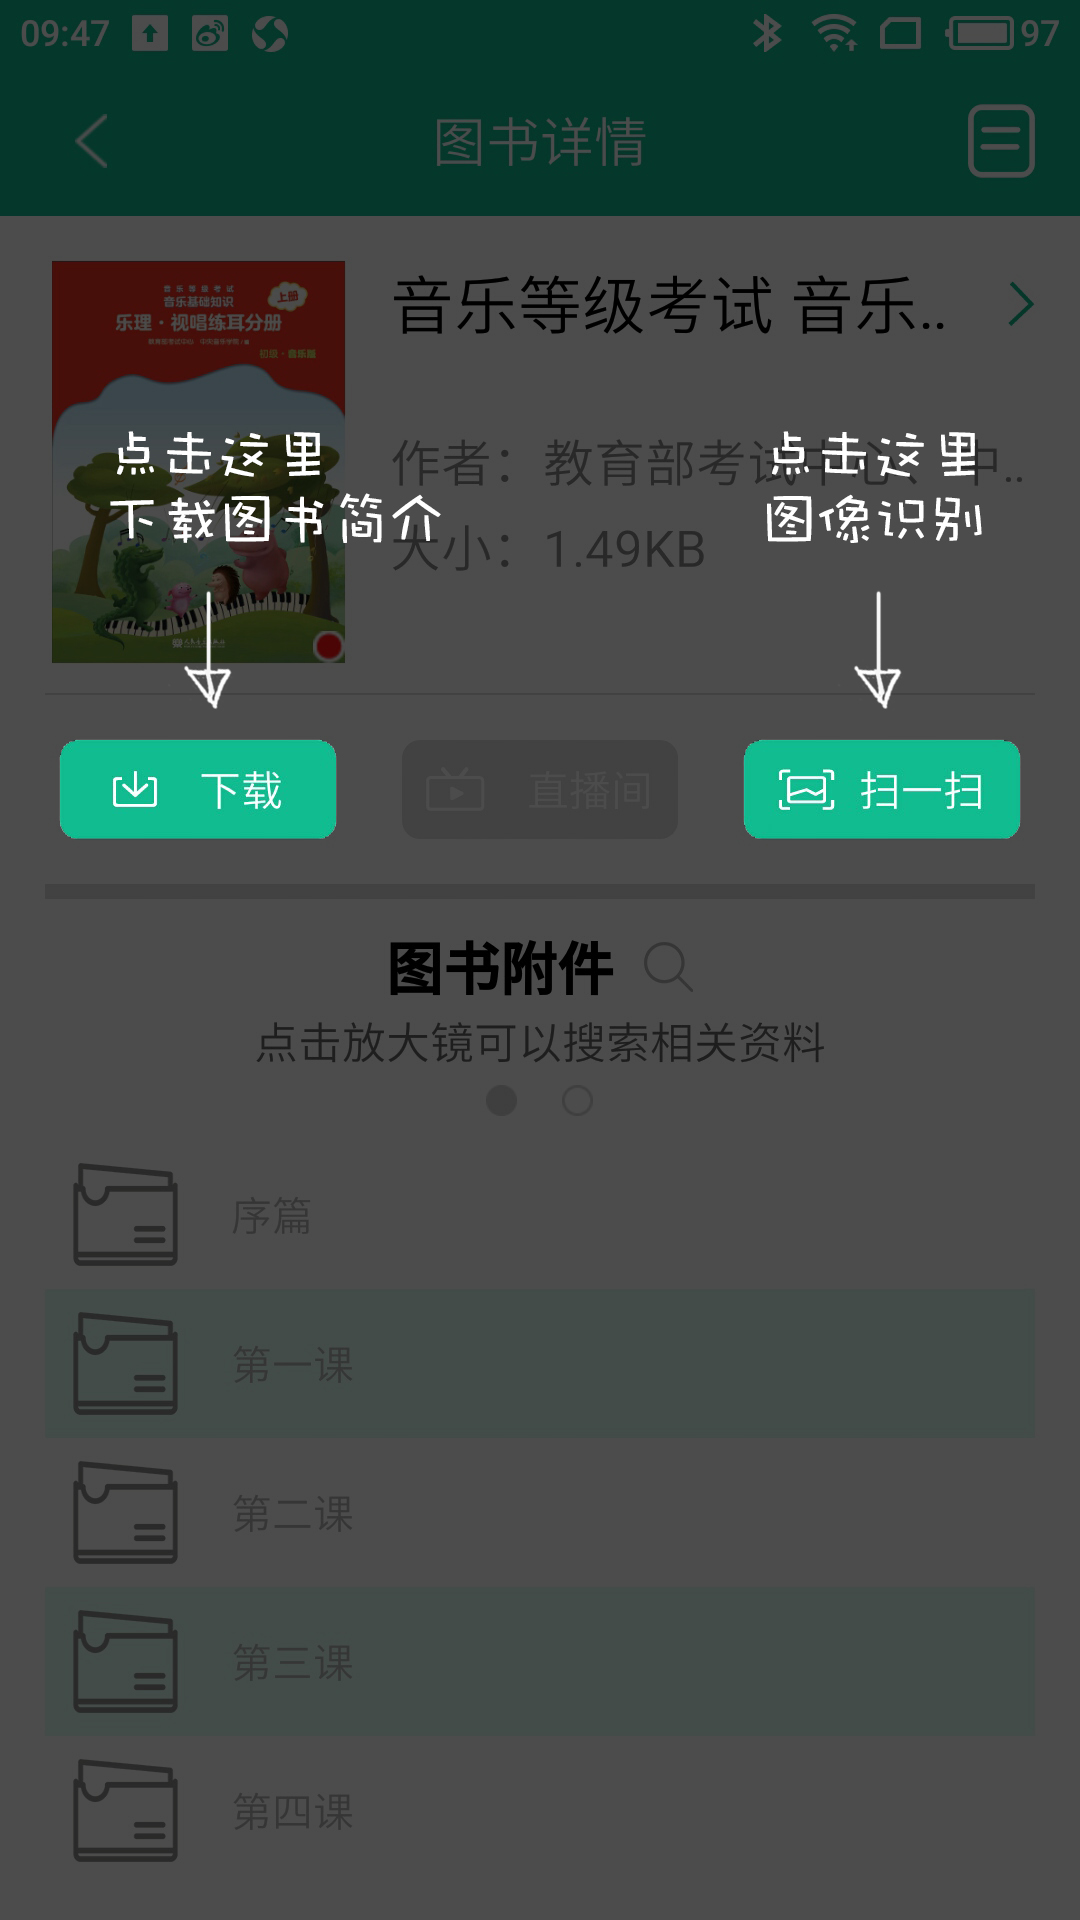 09:47
97
图书详情
音乐等级考试
音乐基础知识
上册
乐理·视唱练耳分册
初级·音乐版
音乐等级考试 音乐..
点击这里
下载图书简介
作者：教育部考试中心、中..
大小：1.49KB
点击这里
图像识别
下载
直播间
扫一扫
图书附件
点击放大镜可以搜索相关资料
序篇
第一课
第二课
第三课
第四课